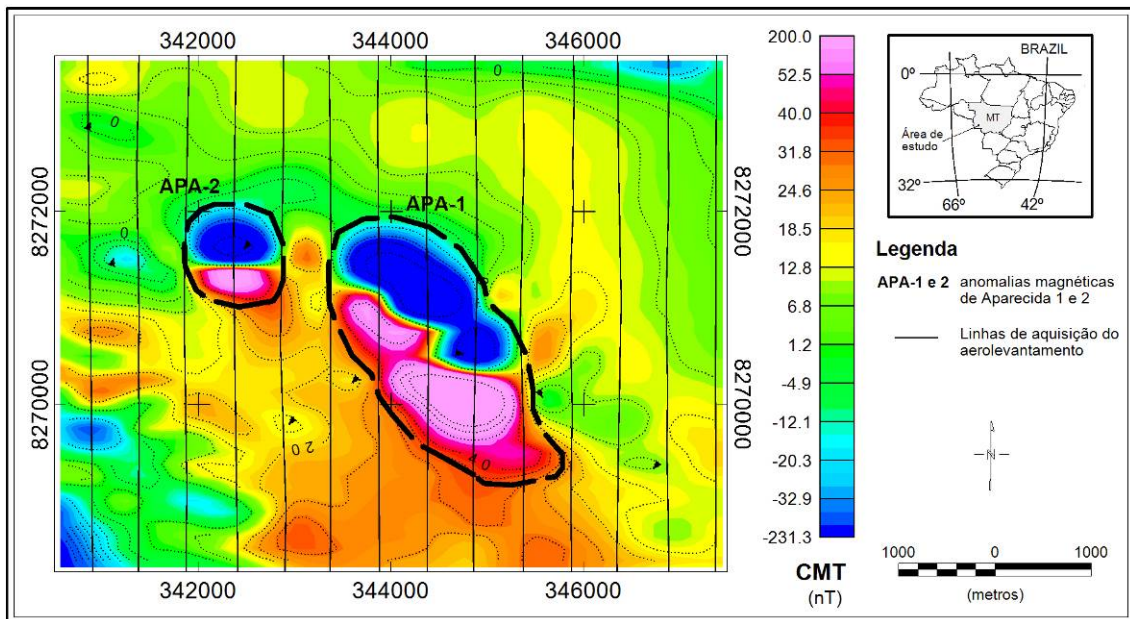 342000 344000 346000
8272000
8270000
8272000
8270000
342000 344000 346000
APA-2
APA-1
0
0
0
20
40
200.0
52.5
40.0
31.8
24.6
18.5
12.8
6.8
1.2
-4.9
-12.1
-20.3
-32.9
-231.3
CMT
(nT)
BRAZIL
0º
MT
Área de
estudo
32º
66º 42º
Legenda
APA-1 e 2 anomalias magnéticas
de Aparecida 1 e 2
Linhas de aquisição do
aerolevantamento
N
1000 0 1000
(metros)